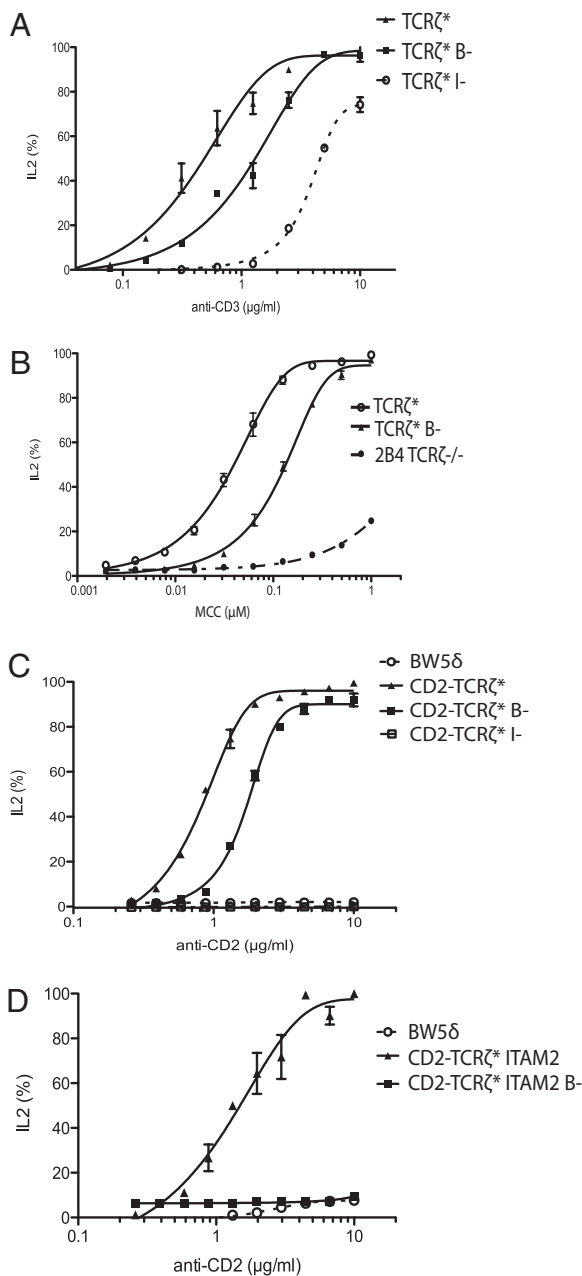 A
TCRζ*
TCRζ* B-
TCRζ* I-
100
80
60
40
20
0
IL2 (%)
0.1
1
10
anti-CD3 (µg/ml)
B
100
80
60
40
20
0
IL2 (%)
TCRζ*
TCRζ* B-
2B4 TCRζ-/-
0.001
0.01
0.1
1
MCC (µM)
C
BW5δ
CD2-TCRζ*
CD2-TCRζ* B-
CD2-TCRζ* I-
100
80
60
40
20
0
IL2 (%)
0.1
1
10
anti-CD2 (µg/ml)
D
100
80
60
40
20
0
IL2 (%)
BW5δ
CD2-TCRζ* ITAM2
CD2-TCRζ* ITAM2 B-
0.1
1
10
anti-CD2 (µg/ml)